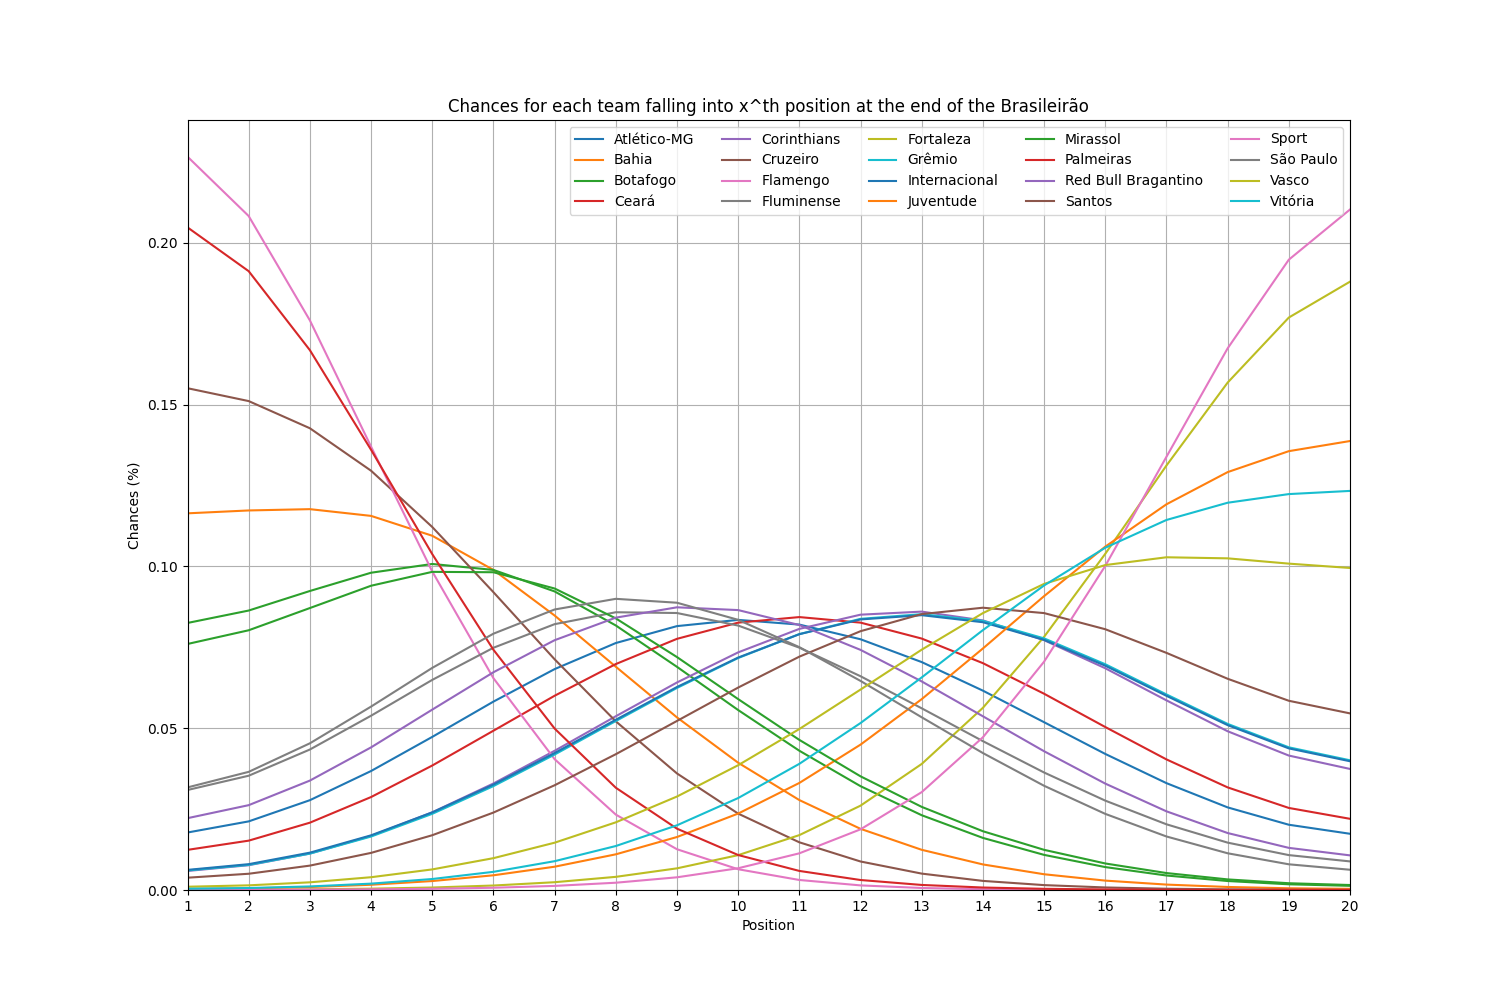 Chances for each team falling into x^th position at the end of the Brasileirão
Atlético-MG
Bahia
Botafogo
Ceará
Corinthians
Cruzeiro
Flamengo
Fluminense
Fortaleza
Grêmio
Internacional
Juventude
Mirassol
Palmeiras
Red Bull Bragantino
Santos
Sport
São Paulo
Vasco
Vitória
Chances (%)
0.20
0.15
0.10
0.05
0.00
1 2 3 4 5 6 7 8 9 10 11 12 13 14 15 16 17 18 19 20
Position